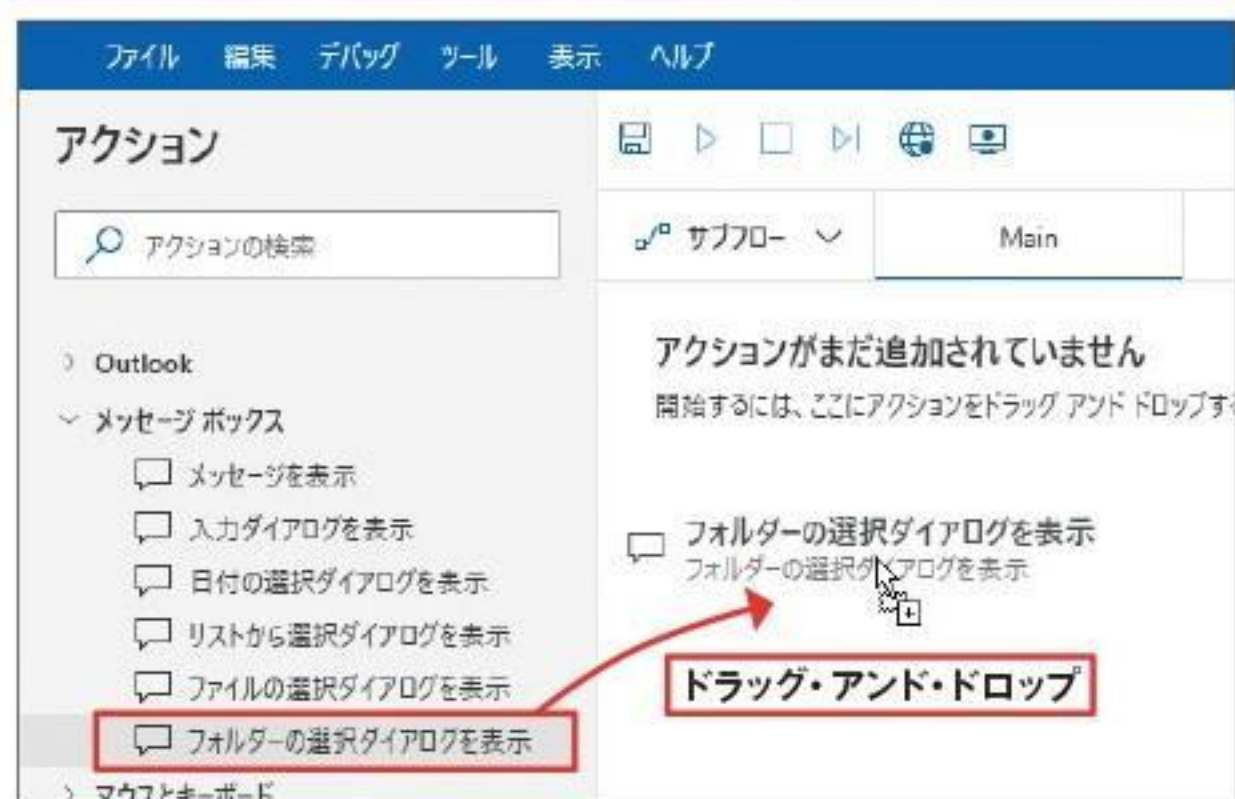 ファイル 編集 デバッグ ツール 表示 ヘルプ
アクション
アクションの検索
Outlook
メッセージ ボックス
メッセージを表示
入力ダイアログを表示
日付の選択ダイアログを表示
リストから選択ダイアログを表示
ファイルの選択ダイアログを表示
フォルダーの選択ダイアログを表示
マウスとキーボード
サブフロー Main
アクションがまだ追加されていません
開始するには、ここにアクションをドラッグ アンド ドロップする
フォルダーの選択ダイアログを表示
フォルダーの選択ダイアログを表示
ドラッグ・アンド・ドロップ